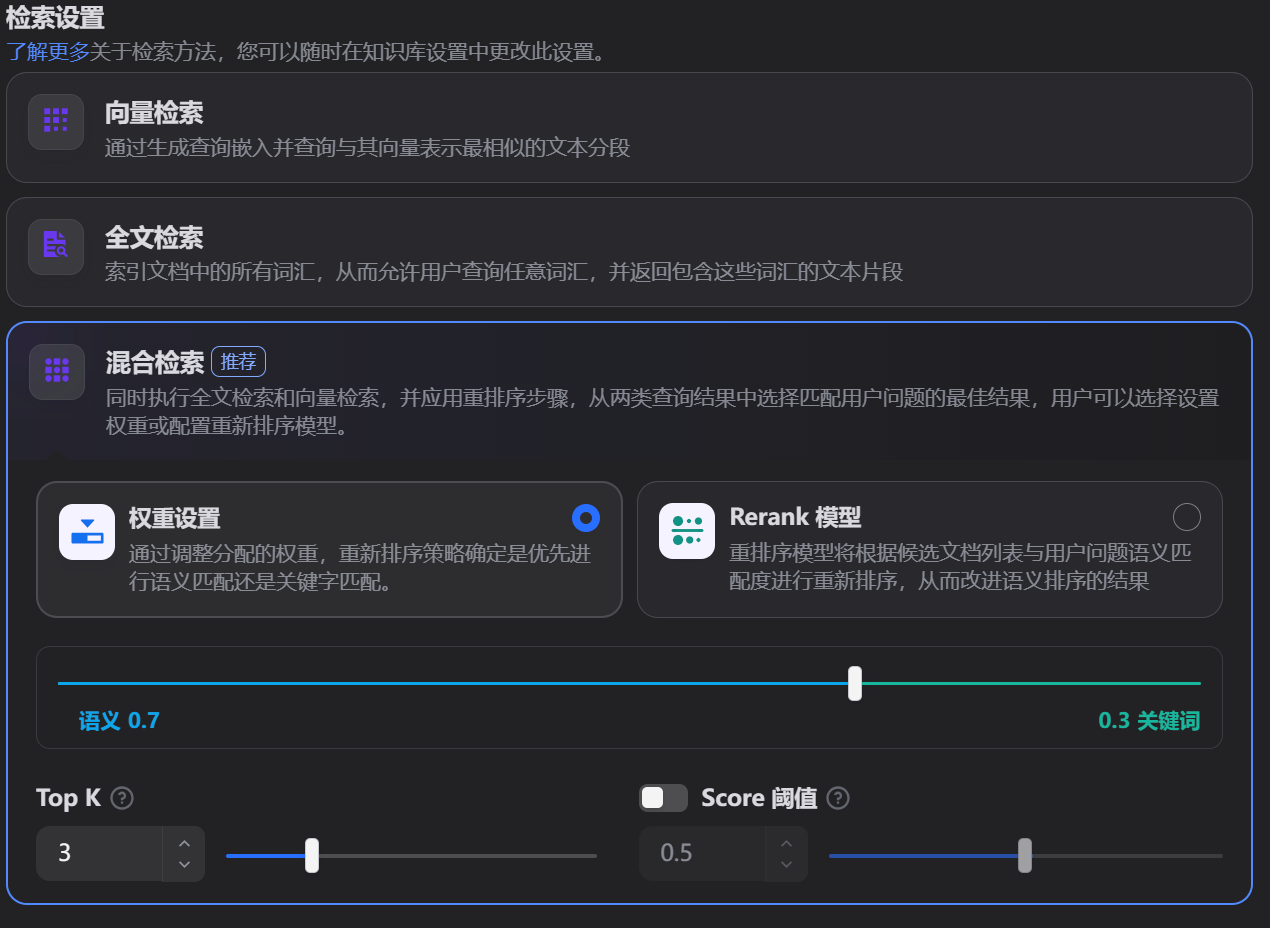 检索设置
了解更多关于检索方法，您可以随时在知识库设置中更改此设置。
向量检索
通过生成查询嵌入并查询与其向量表示最相似的文本分段
全文检索
索引文档中的所有词汇，从而允许用户查询任意词汇，并返回包含这些词汇的文本片段
混合检索 推荐
同时执行全文检索和向量检索，并应用重排序步骤，从两类查询结果中选择匹配用户问题的最佳结果，用户可以选择设置
权重或配置重新排序模型。
权重设置
通过调整分配的权重，重新排序策略确定是优先进
行语义匹配还是关键字匹配。
Rerank 模型
重排序模型将根据候选文档列表与用户问题语义匹
配度进行重新排序，从而改进语义排序的结果
语义 0.7
0.3 关键词
Top K ?
3
Score 阈值 ?
0.5